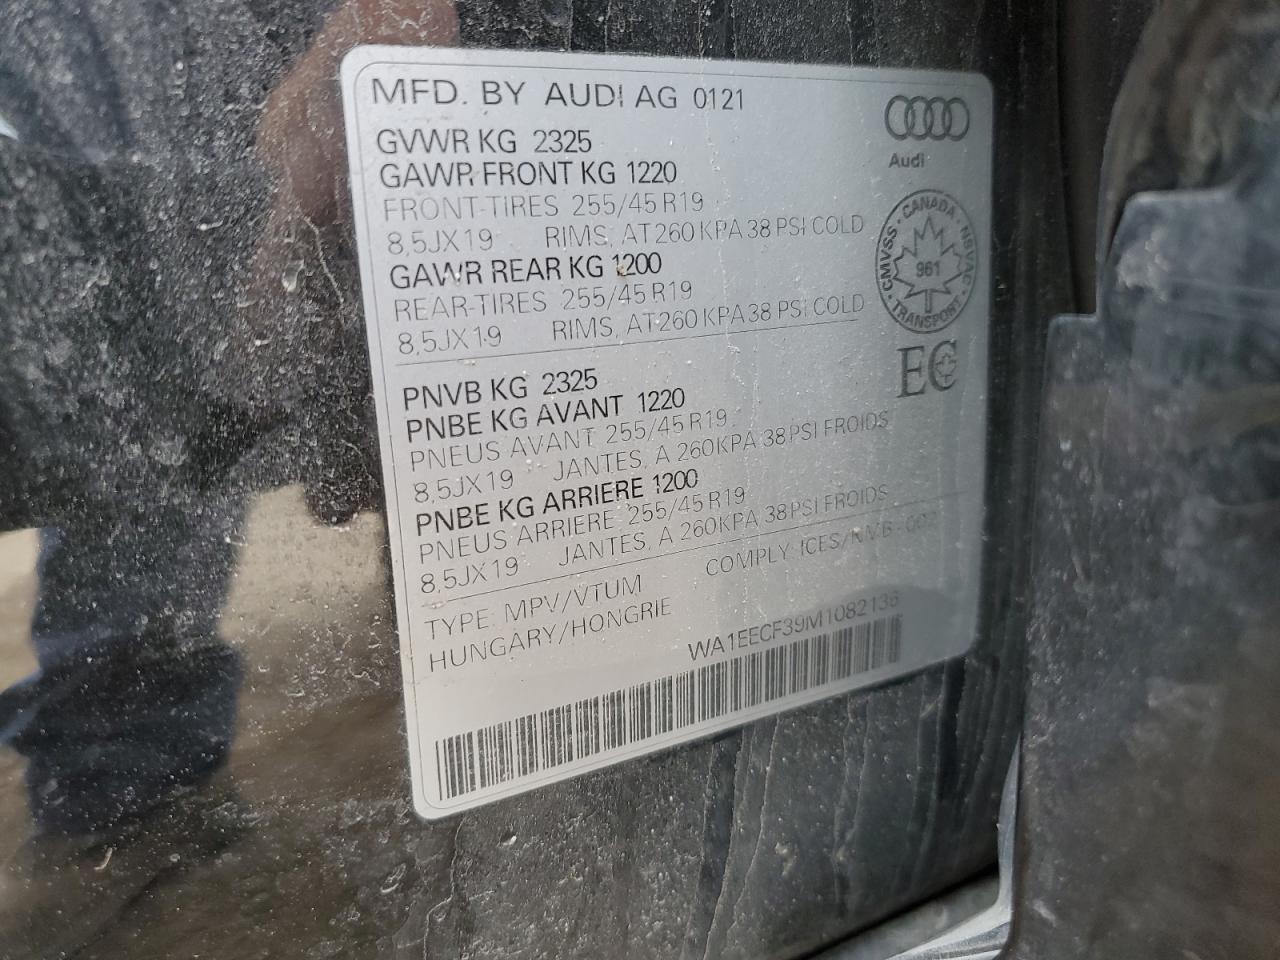 MFD. BY AUDI AG 0121
Audi
GVWR KG 2325
GAWR FRONT KG 1220
FRONT-TIRES 255/45 R19
8,5JX19 RIMS, AT 260 KPA 38 PSI COLD
GAWR REAR KG 1200
REAR-TIRES 255/45 R19
8,5JX19 RIMS, AT 260 KPA 38 PSI COLD
CANADA · NSVAC · TRANSPORT · CMVSS ·
961
EC
PNVB KG 2325
PNBE KG AVANT 1220
PNEUS AVANT 255/45 R19
8,5JX19 JANTES, A 260KPA 38 PSI FROIDS
PNBE KG ARRIERE 1200
PNEUS ARRIERE 255/45 R19
8,5JX19 JANTES, A 260KPA 38 PSI FROIDS
TYPE: MPV/VTUM COMPLY ICES/NMB-00
HUNGARY/HONGRIE
WA1EECF39M1082136